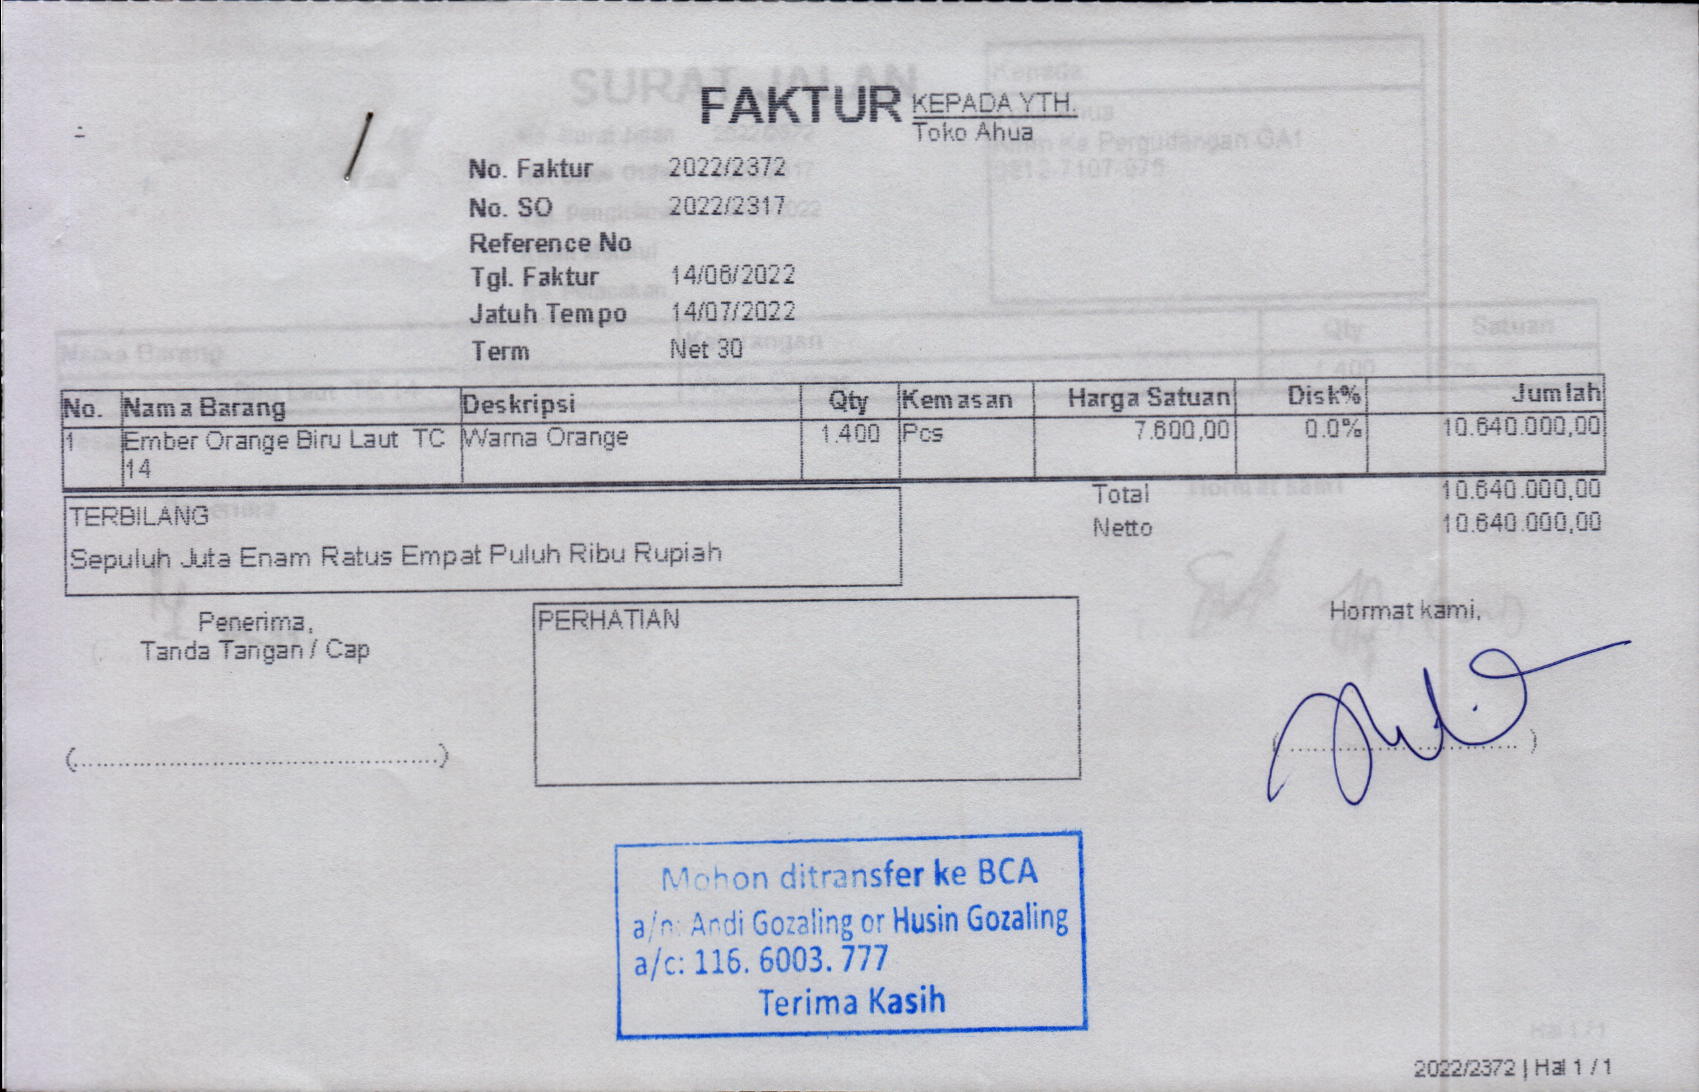 FAKTUR
KEPADA YTH.
Toko Ahua
No. Faktur 2022/2372
No. SO 2022/2317
Reference No
Tgl. Faktur 14/06/2022
Jatuh Tempo 14/07/2022
Term Net 30
No. Nama Barang Deskripsi Qty Kemasan Harga Satuan Disk% Jumlah
1 Ember Orange Biru Laut TC Warna Orange 1.400 Pcs 7.600,00 0.0% 10.640.000,00
14
Total 10.640.000,00
Netto 10.640.000,00
TERBILANG
Sepuluh Juta Enam Ratus Empat Puluh Ribu Rupiah
Penerima,
Tanda Tangan / Cap
PERHATIAN
Hormat kami,
Mohon ditransfer ke BCA
a/n: Andi Gozaling or Husin Gozaling
a/c: 116. 6003. 777
Terima Kasih
2022/2372 | Hal 1 / 1